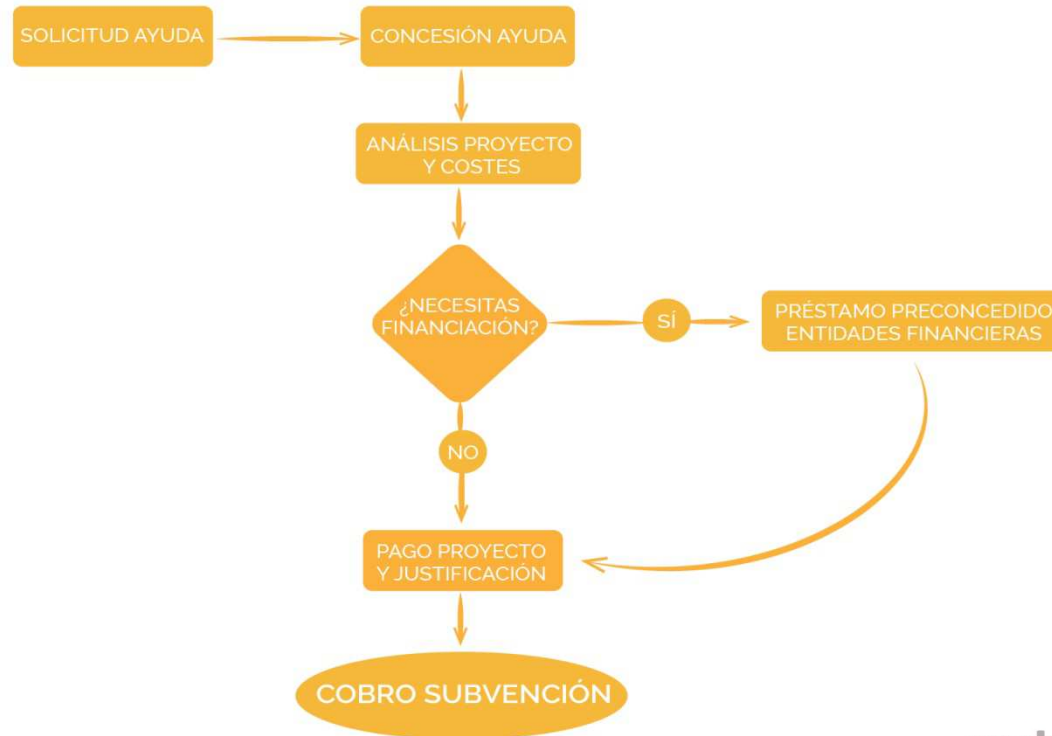 SOLICITUD AYUDA
CONCESIÓN AYUDA
ANÁLISIS PROYECTO
Y COSTES
¿NECESITAS
FINANCIACIÓN?
SÍ
PRÉSTAMO PRECONCEDIDO
ENTIDADES FINANCIERAS
NO
PAGO PROYECTO
Y JUSTIFICACIÓN
COBRO SUBVENCIÓN